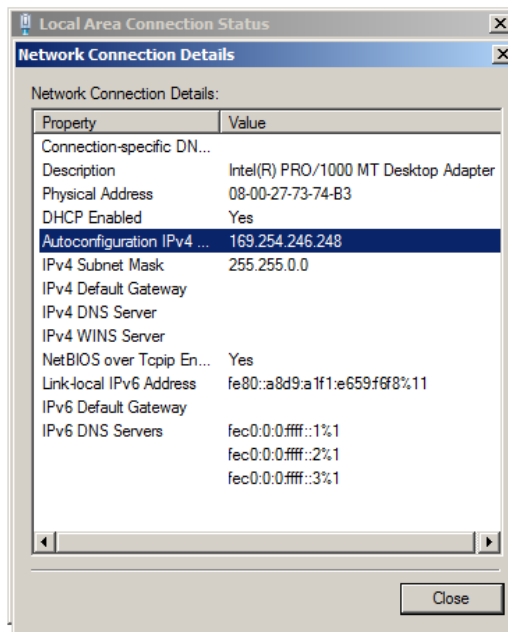 Local Area Connection Status
Network Connection Details
Network Connection Details:
Property Value
Connection-specific DN...
Description Intel(R) PRO/1000 MT Desktop Adapter
Physical Address 08-00-27-73-74-B3
DHCP Enabled Yes
Autoconfiguration IPv4 ... 169.254.246.248
IPv4 Subnet Mask 255.255.0.0
IPv4 Default Gateway
IPv4 DNS Server
IPv4 WINS Server
NetBIOS over Tcpip En... Yes
Link-local IPv6 Address fe80::a8d9:a1f1:e659:f6f8%11
IPv6 Default Gateway
IPv6 DNS Servers fec0:0:0:ffff::1%1
fec0:0:0:ffff::2%1
fec0:0:0:ffff::3%1
Close